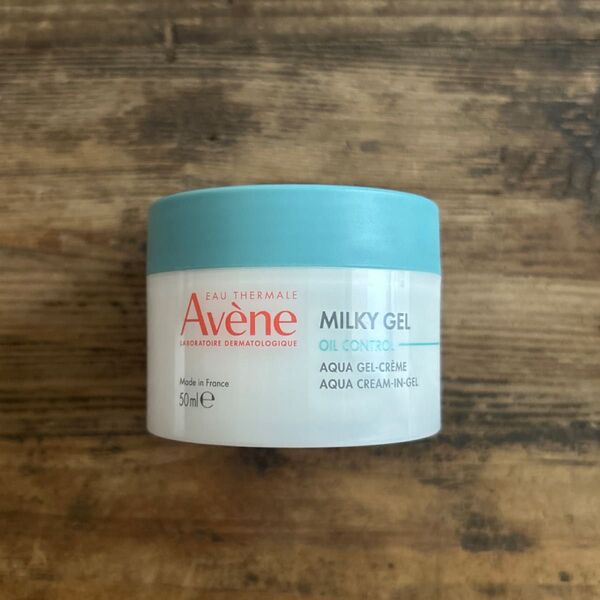 EAU THERMALE
Avène
LABORATOIRE DERMATOLOGIQUE
Made in France
50ml℮
MILKY GEL
OIL CONTROL
AQUA GEL-CRÈME
AQUA CREAM-IN-GEL